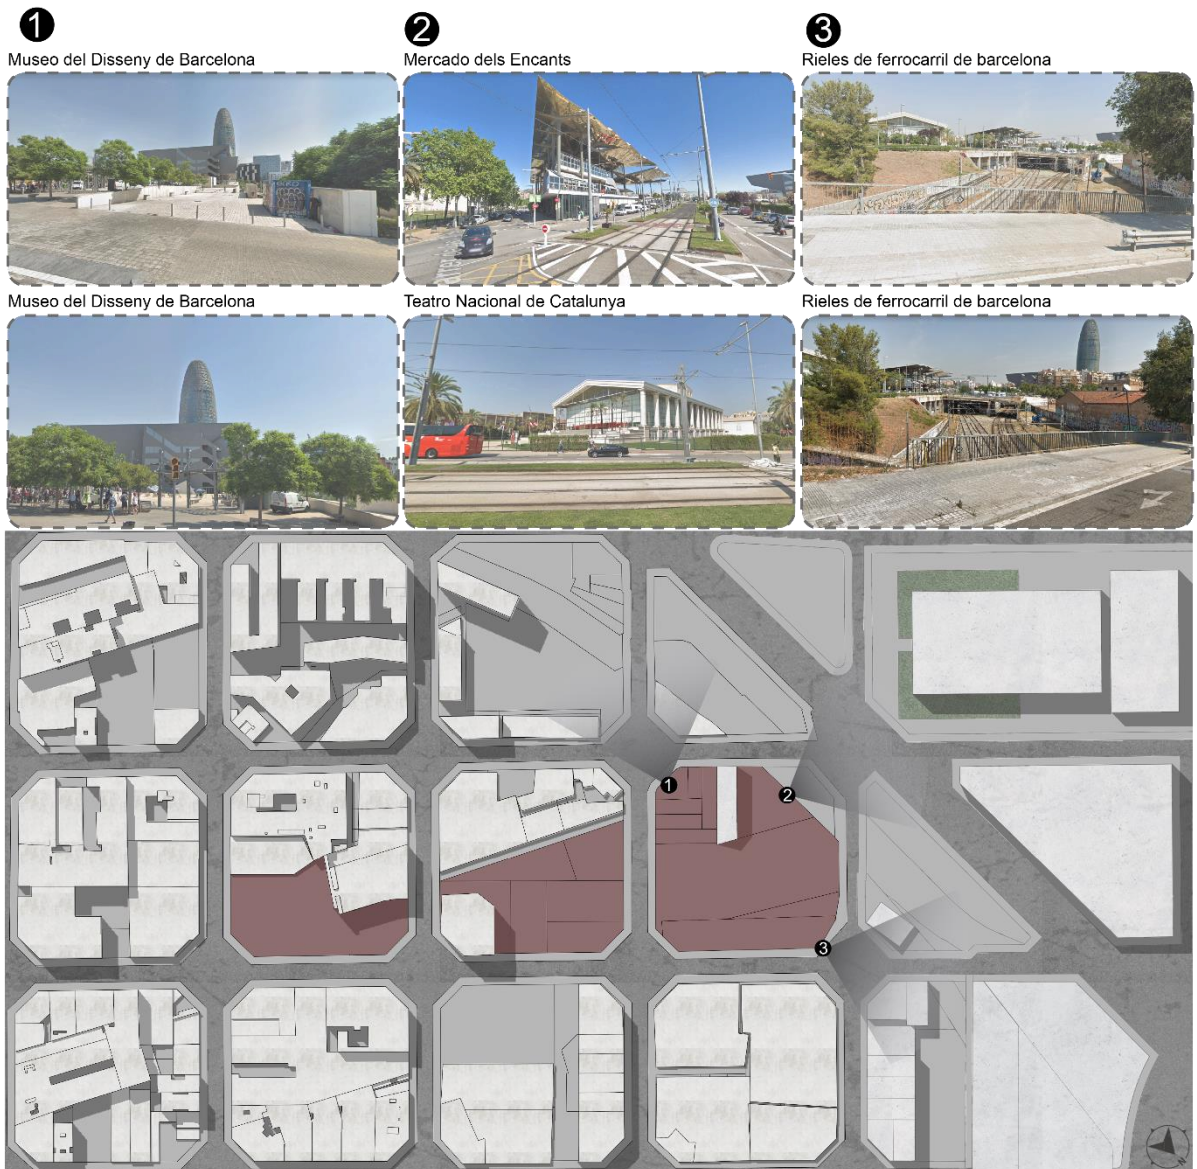 1
2
3
Museo del Disseny de Barcelona
Mercado dels Encants
Rieles de ferrocarril de barcelona
Museo del Disseny de Barcelona
Teatro Nacional de Catalunya
Rieles de ferrocarril de barcelona
1
2
3